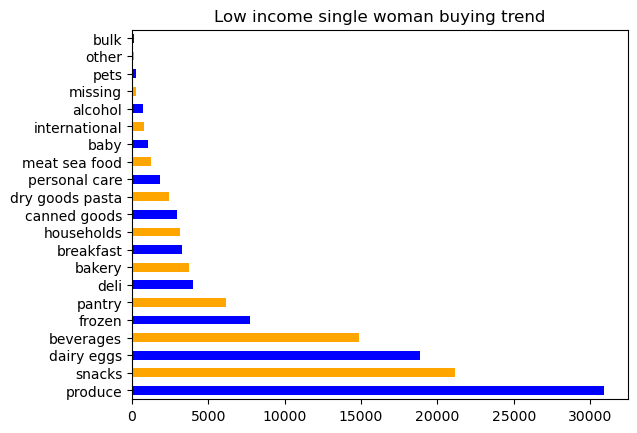 Low income single woman buying trend
bulk
other
pets
missing
alcohol
international
baby
meat sea food
personal care
dry goods pasta
canned goods
households
breakfast
bakery
deli
pantry
frozen
beverages
dairy eggs
snacks
produce
0 5000 10000 15000 20000 25000 30000